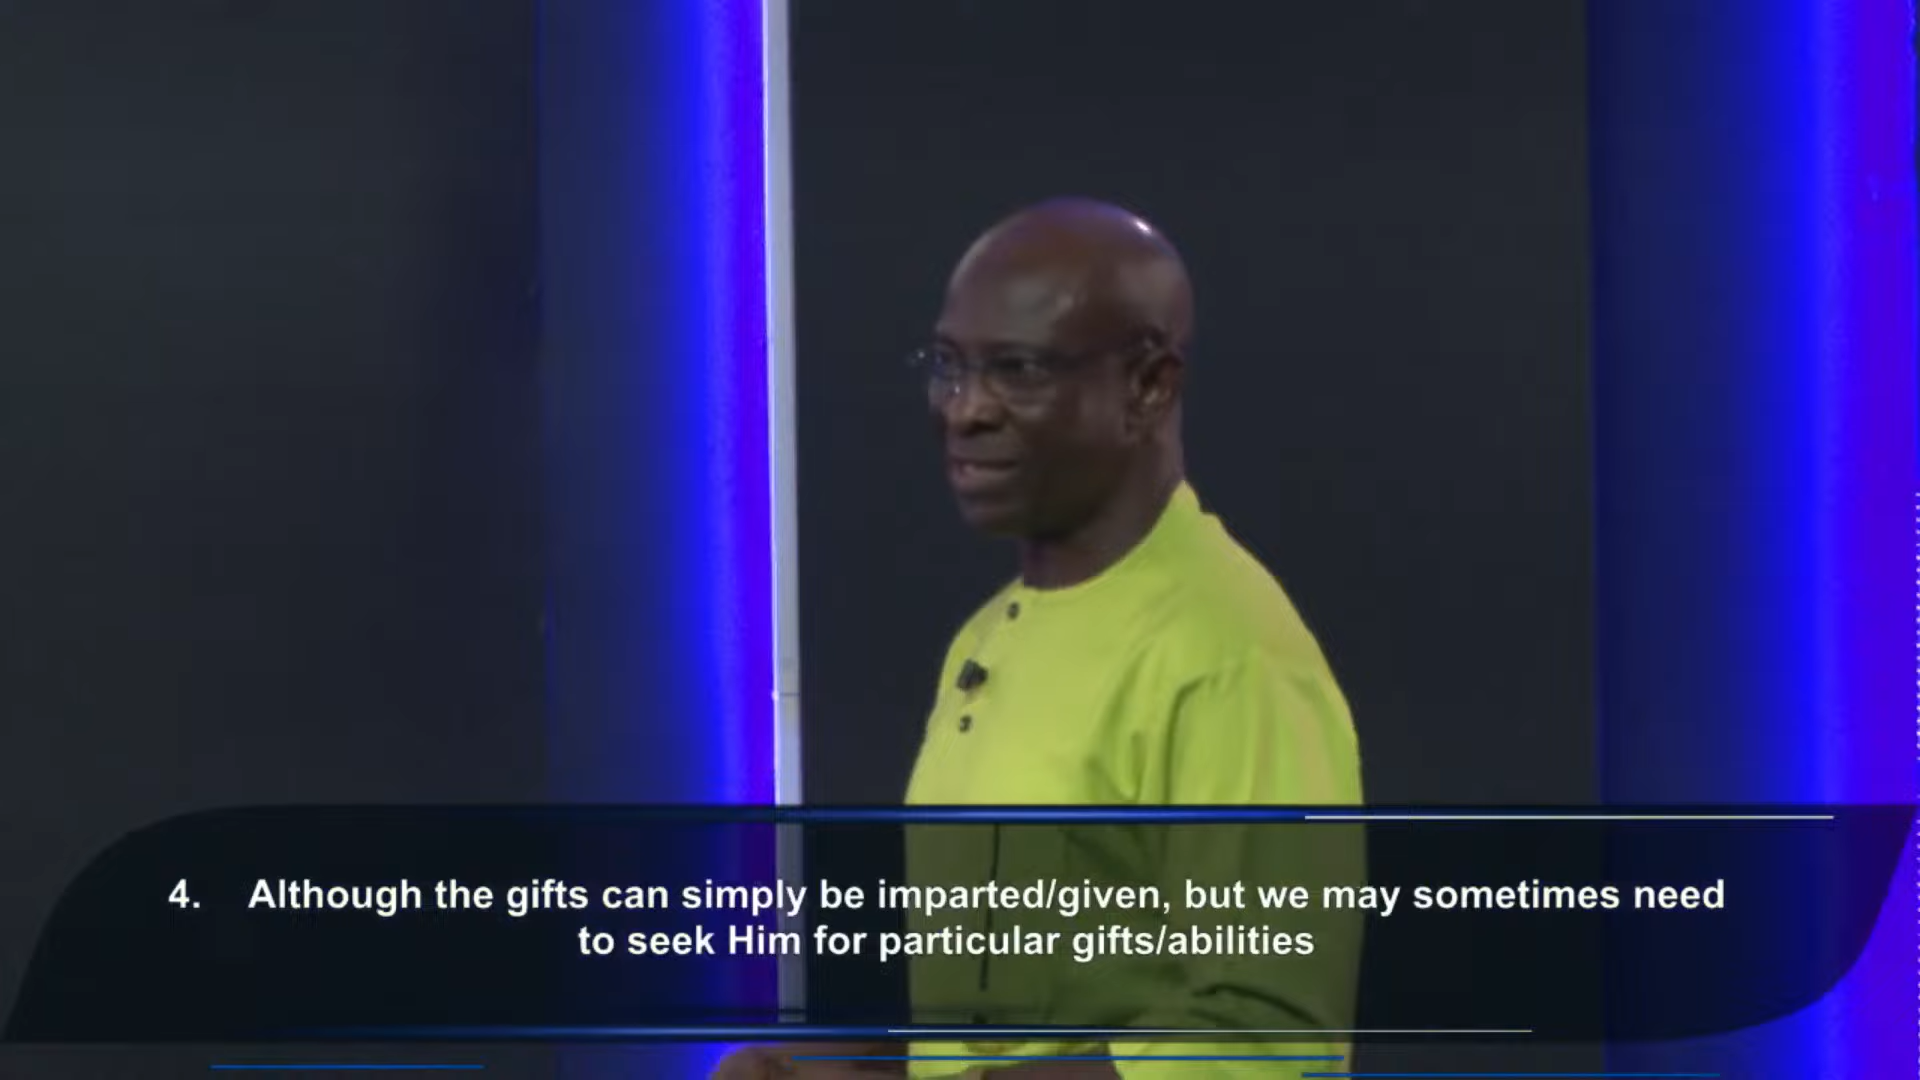 4. Although the gifts can simply be imparted/given, but we may sometimes need
to seek Him for particular gifts/abilities